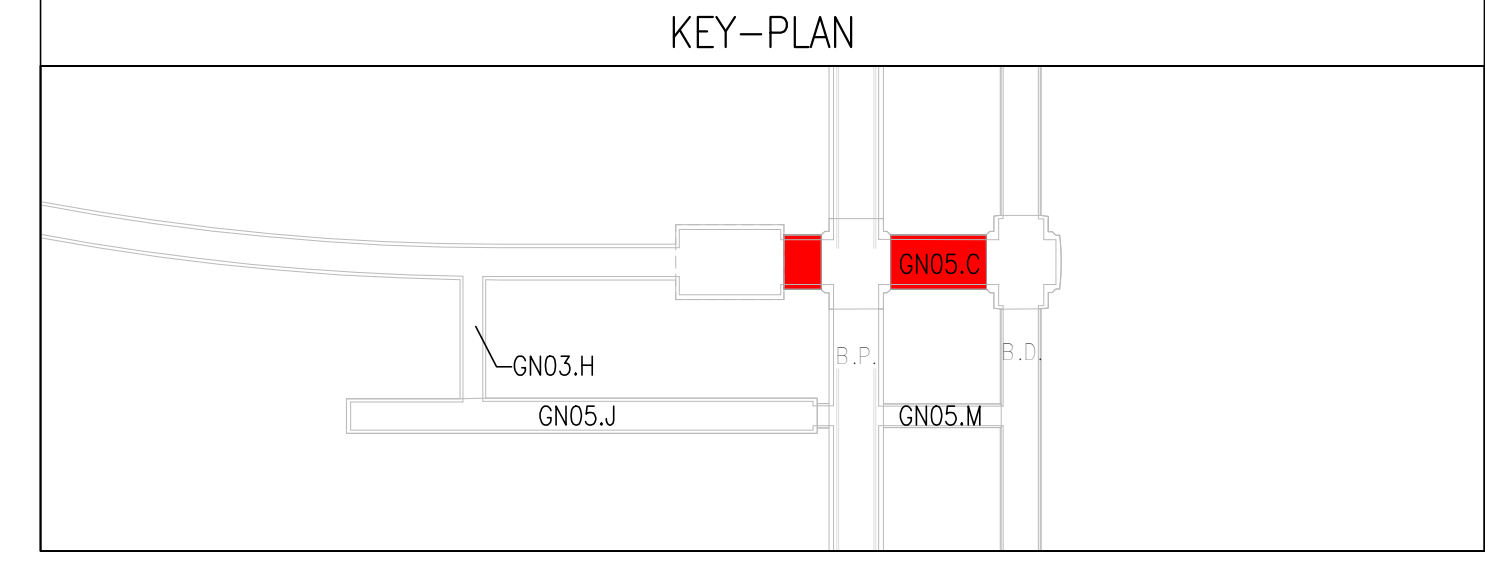 KEY-PLAN
GN05.C
B.P.
B.D.
GN03.H
GN05.J
GN05.M